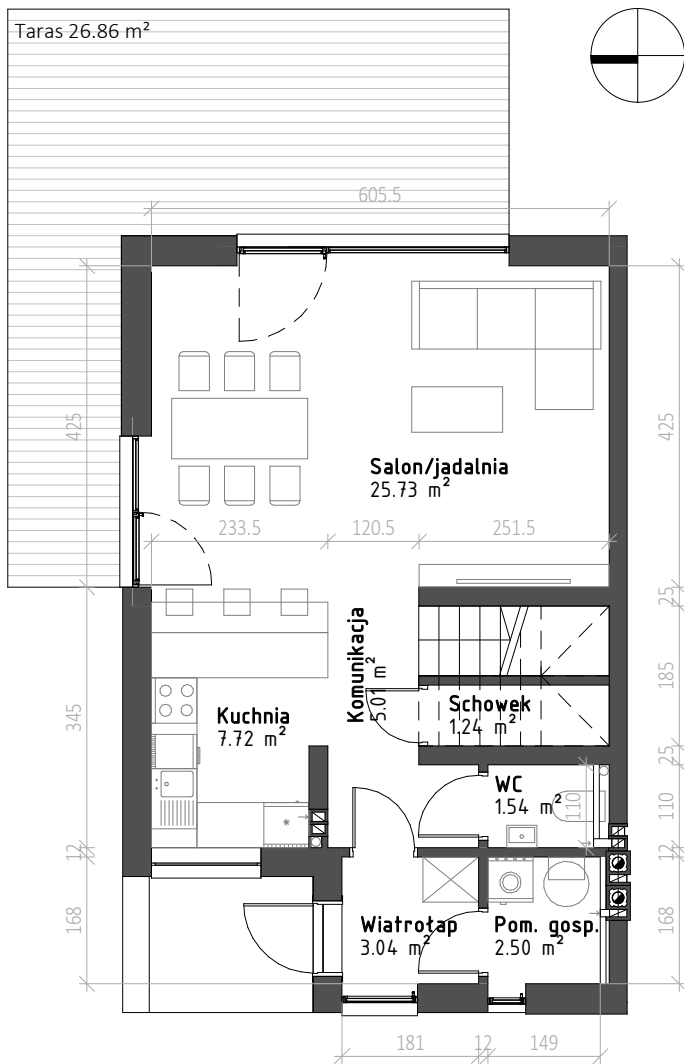 Taras 26.86 m²
605.5
425
425
Salon/jadalnia
25.73 m²
233.5
120.5
251.5
25
Komunikacja
5.01 m²
185
Schowek
1.24 m²
345
Kuchnia
7.72 m²
25
WC
1.54 m²
110
110
12
12
168
168
Wiatrołap
3.04 m²
Pom. gosp.
2.50 m²
181
12
149